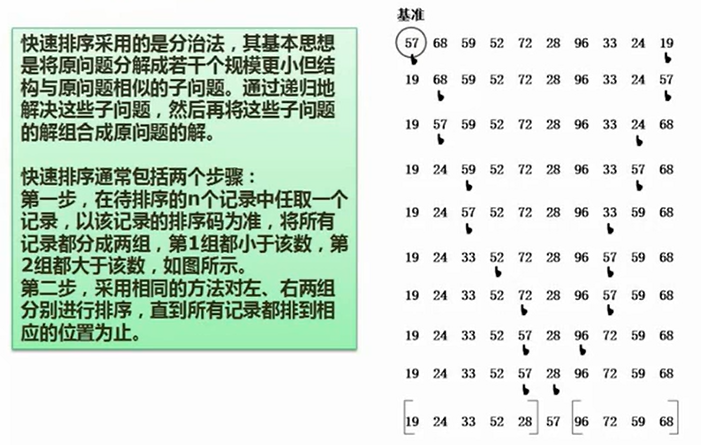 快速排序采用的是分治法，其基本思想
是将原问题分解成若干个规模更小但结
构与原问题相似的子问题。通过递归地
解决这些子问题，然后再将这些子问题
的解组合成原问题的解。
快速排序通常包括两个步骤：
第一步，在待排序的n个记录中任取一个
记录，以该记录的排序码为准，将所有
记录都分成两组，第1组都小于该数，第
2组都大于该数，如图所示。
第二步，采用相同的方法对左、右两组
分别进行排序，直到所有记录都排到相
应的位置为止。
基准
57 68 59 52 72 28 96 33 24 19
19 68 59 52 72 28 96 33 24 57
19 57 59 52 72 28 96 33 24 68
19 24 59 52 72 28 96 33 57 68
19 24 57 52 72 28 96 33 59 68
19 24 33 52 72 28 96 57 59 68
19 24 33 52 72 28 96 57 59 68
19 24 33 52 57 28 96 72 59 68
19 24 33 52 57 28 96 72 59 68
[19 24 33 52 28] 57 [96 72 59 68]